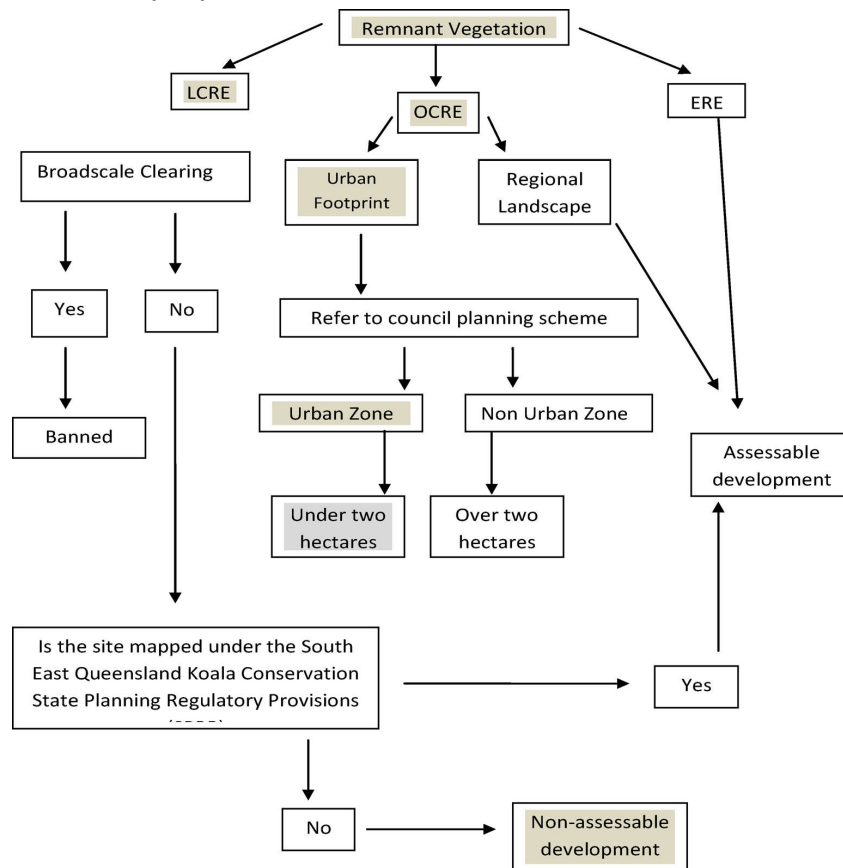 Remnant Vegetation
LCRE
OCRE
ERE
Broadscale Clearing
Urban
Footprint
Regional
Landscape
Yes
No
Refer to council planning scheme
Urban Zone
Non Urban Zone
Banned
Assessable
development
Under two
hectares
Over two
hectares
Is the site mapped under the South
East Queensland Koala Conservation
State Planning Regulatory Provisions
Yes
No
Non-assessable
development